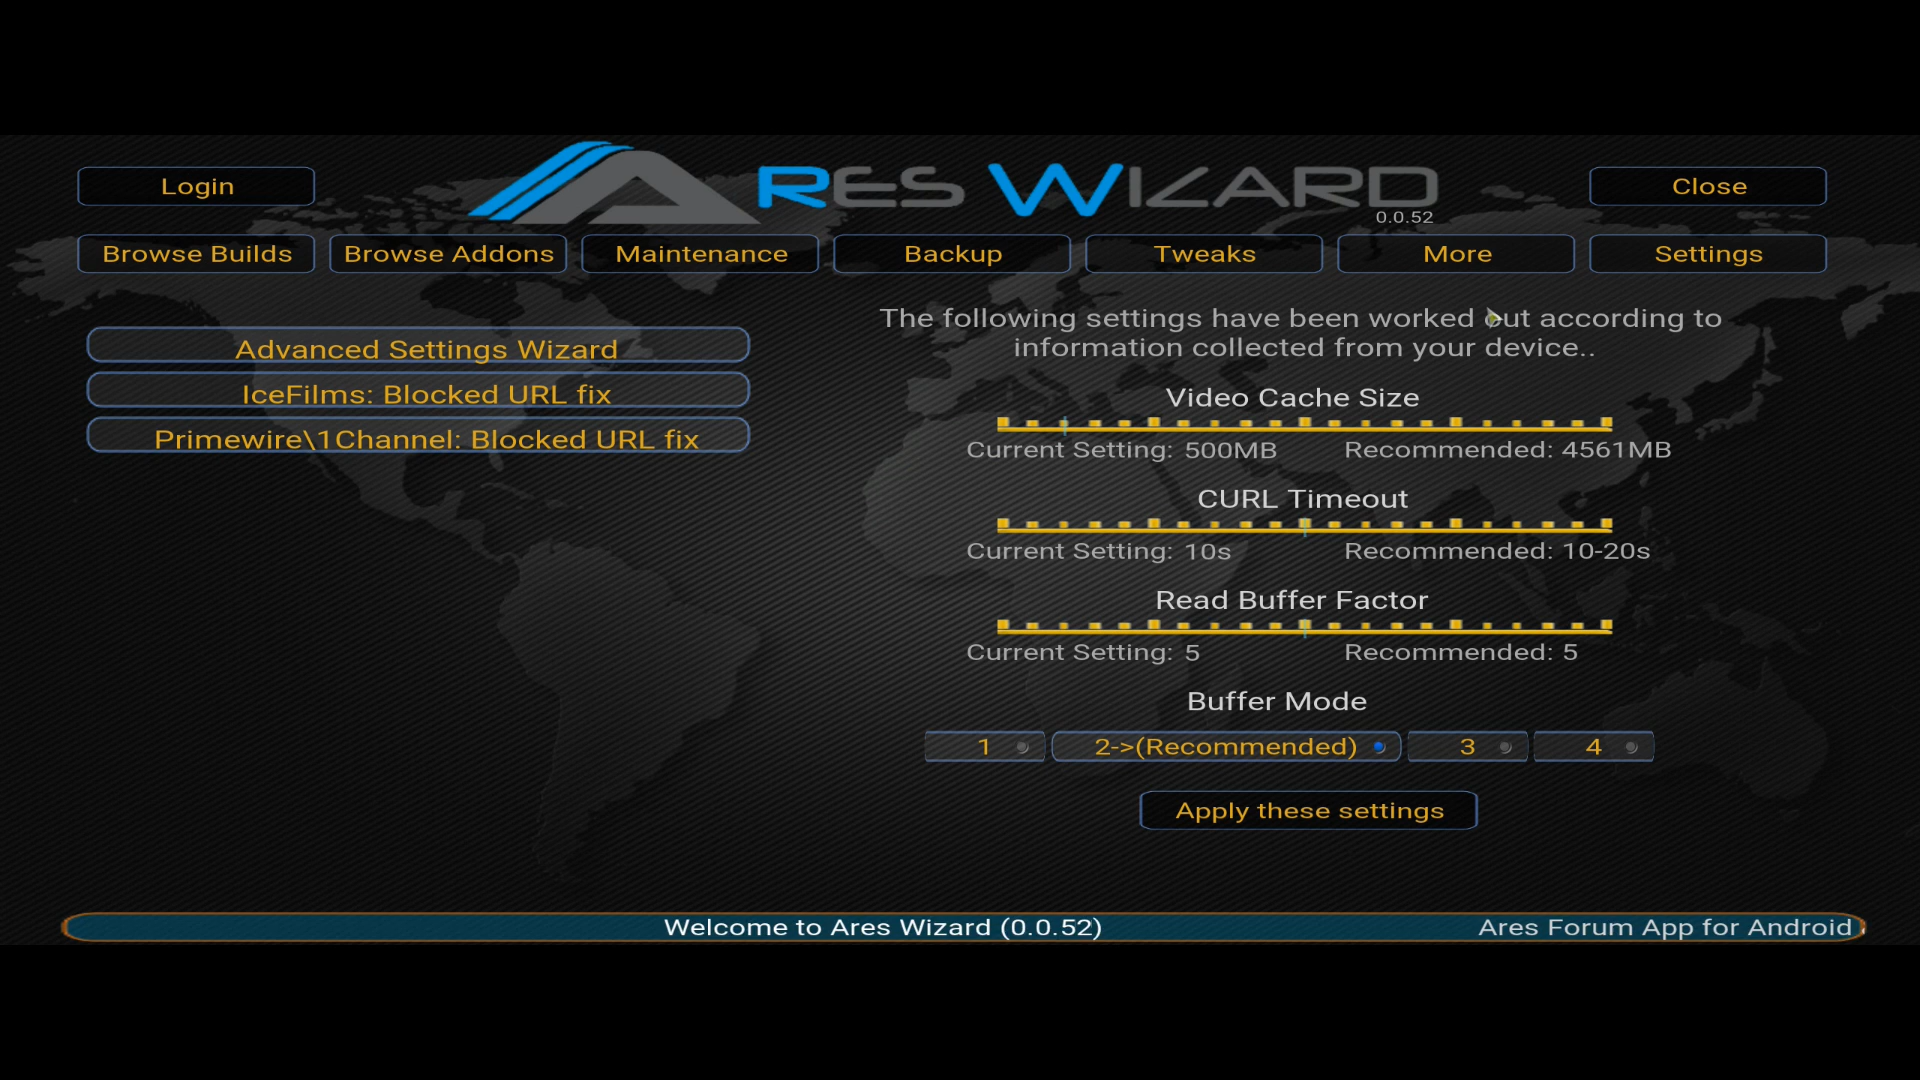 Login
ARES WIZARD
0.0.52
Close
Browse Builds
Browse Addons
Maintenance
Backup
Tweaks
More
Settings
Advanced Settings Wizard
IceFilms: Blocked URL fix
Primewire\1Channel: Blocked URL fix
The following settings have been worked out according to
information collected from your device..
Video Cache Size
Current Setting: 500MB Recommended: 4561MB
CURL Timeout
Current Setting: 10s Recommended: 10-20s
Read Buffer Factor
Current Setting: 5 Recommended: 5
Buffer Mode
1 2->(Recommended) 3 4
Apply these settings
Welcome to Ares Wizard (0.0.52) Ares Forum App for Android